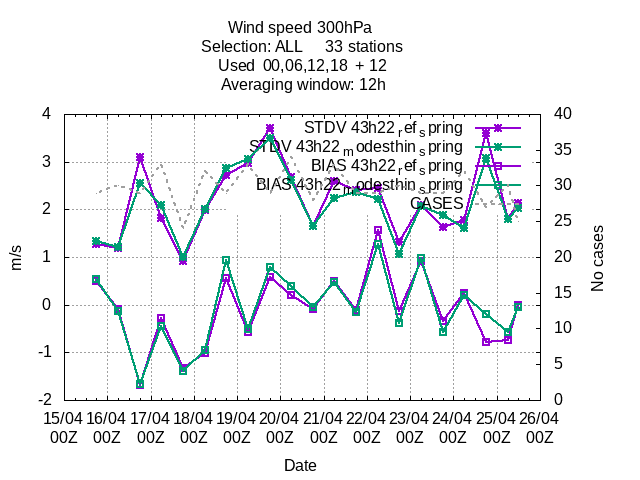 Wind speed 300hPa
Selection: ALL 33 stations
Used 00,06,12,18 + 12
Averaging window: 12h
STDV 43h22_ref_spring
STDV 43h22_modesthin_spring
BIAS 43h22_ref_spring
BIAS 43h22_modesthin_spring
CASES
4
3
2
1
0
-1
-2
m/s
40
35
30
25
20
15
10
5
0
No cases
15/04 16/04 17/04 18/04 19/04 20/04 21/04 22/04 23/04 24/04 25/04 26/04
00Z 00Z 00Z 00Z 00Z 00Z 00Z 00Z 00Z 00Z 00Z 00Z
Date